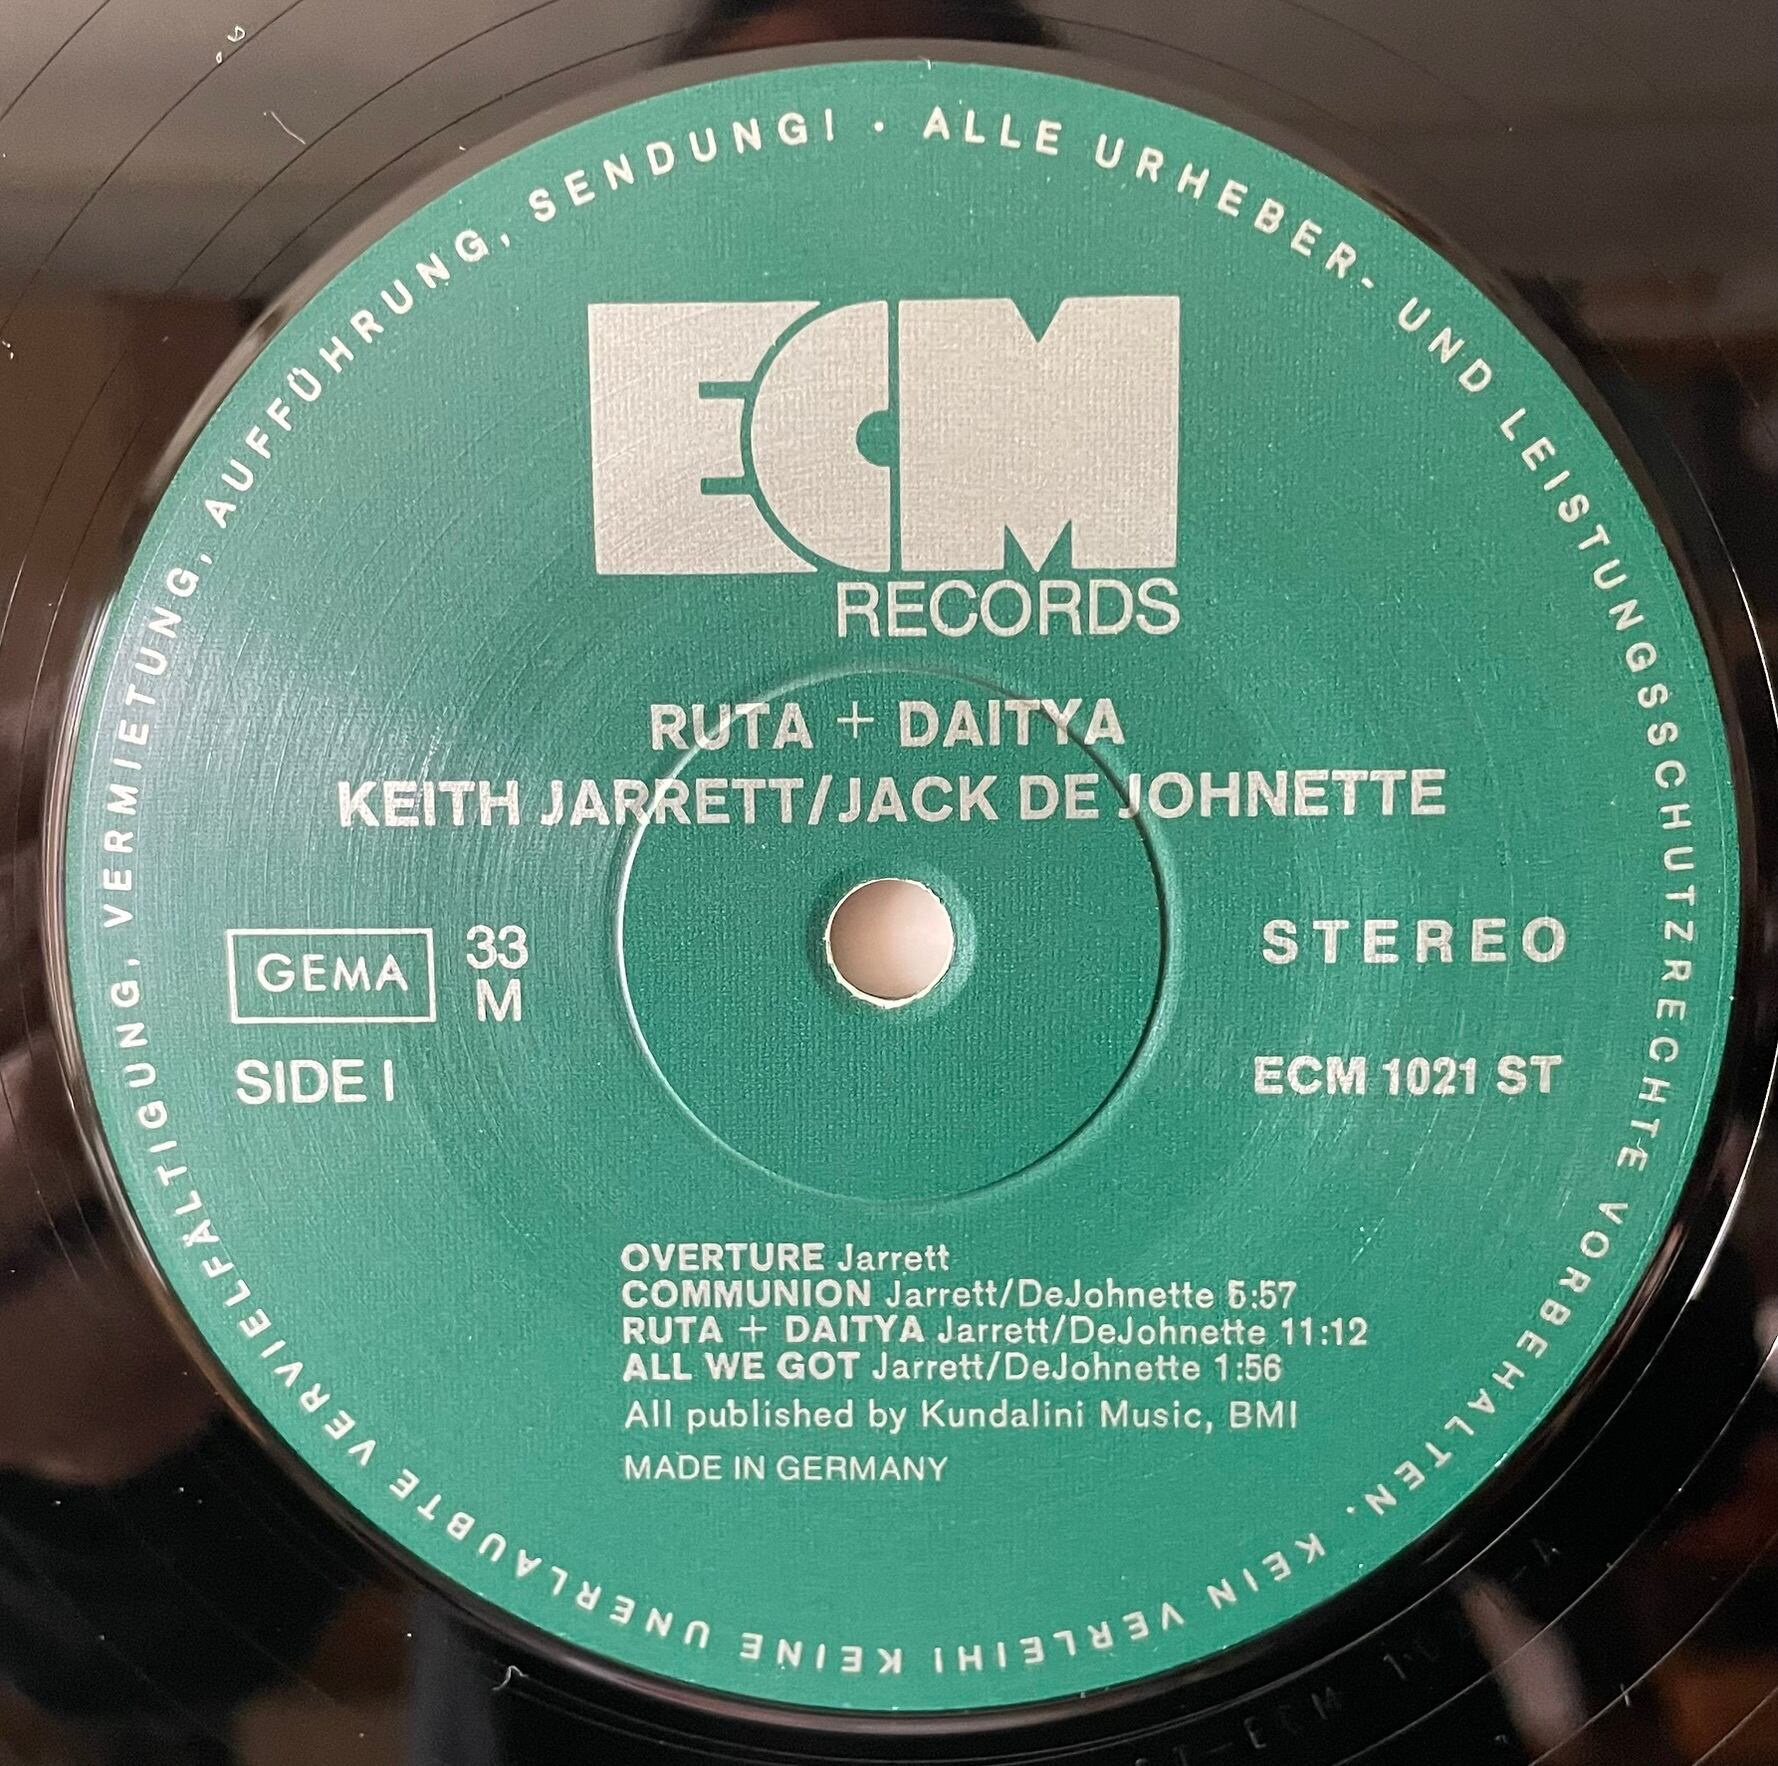 ALLE URHEBER- UND LEISTUNGSSCHUTZRECHTE VORBEHALTEN. KEIN VERLEIH! KEINE UNERLAUBTE VERVIELFÄLTIGUNG, VERMIETUNG, AUFFÜHRUNG, SENDUNG! ·
ECM
RECORDS
RUTA + DAITYA
KEITH JARRETT/JACK DE JOHNETTE
GEMA 33 STEREO
M
SIDE I ECM 1021 ST
OVERTURE Jarrett
COMMUNION Jarrett/DeJohnette 5:57
RUTA + DAITYA Jarrett/DeJohnette 11:12
ALL WE GOT Jarrett/DeJohnette 1:56
All published by Kundalini Music, BMI
MADE IN GERMANY